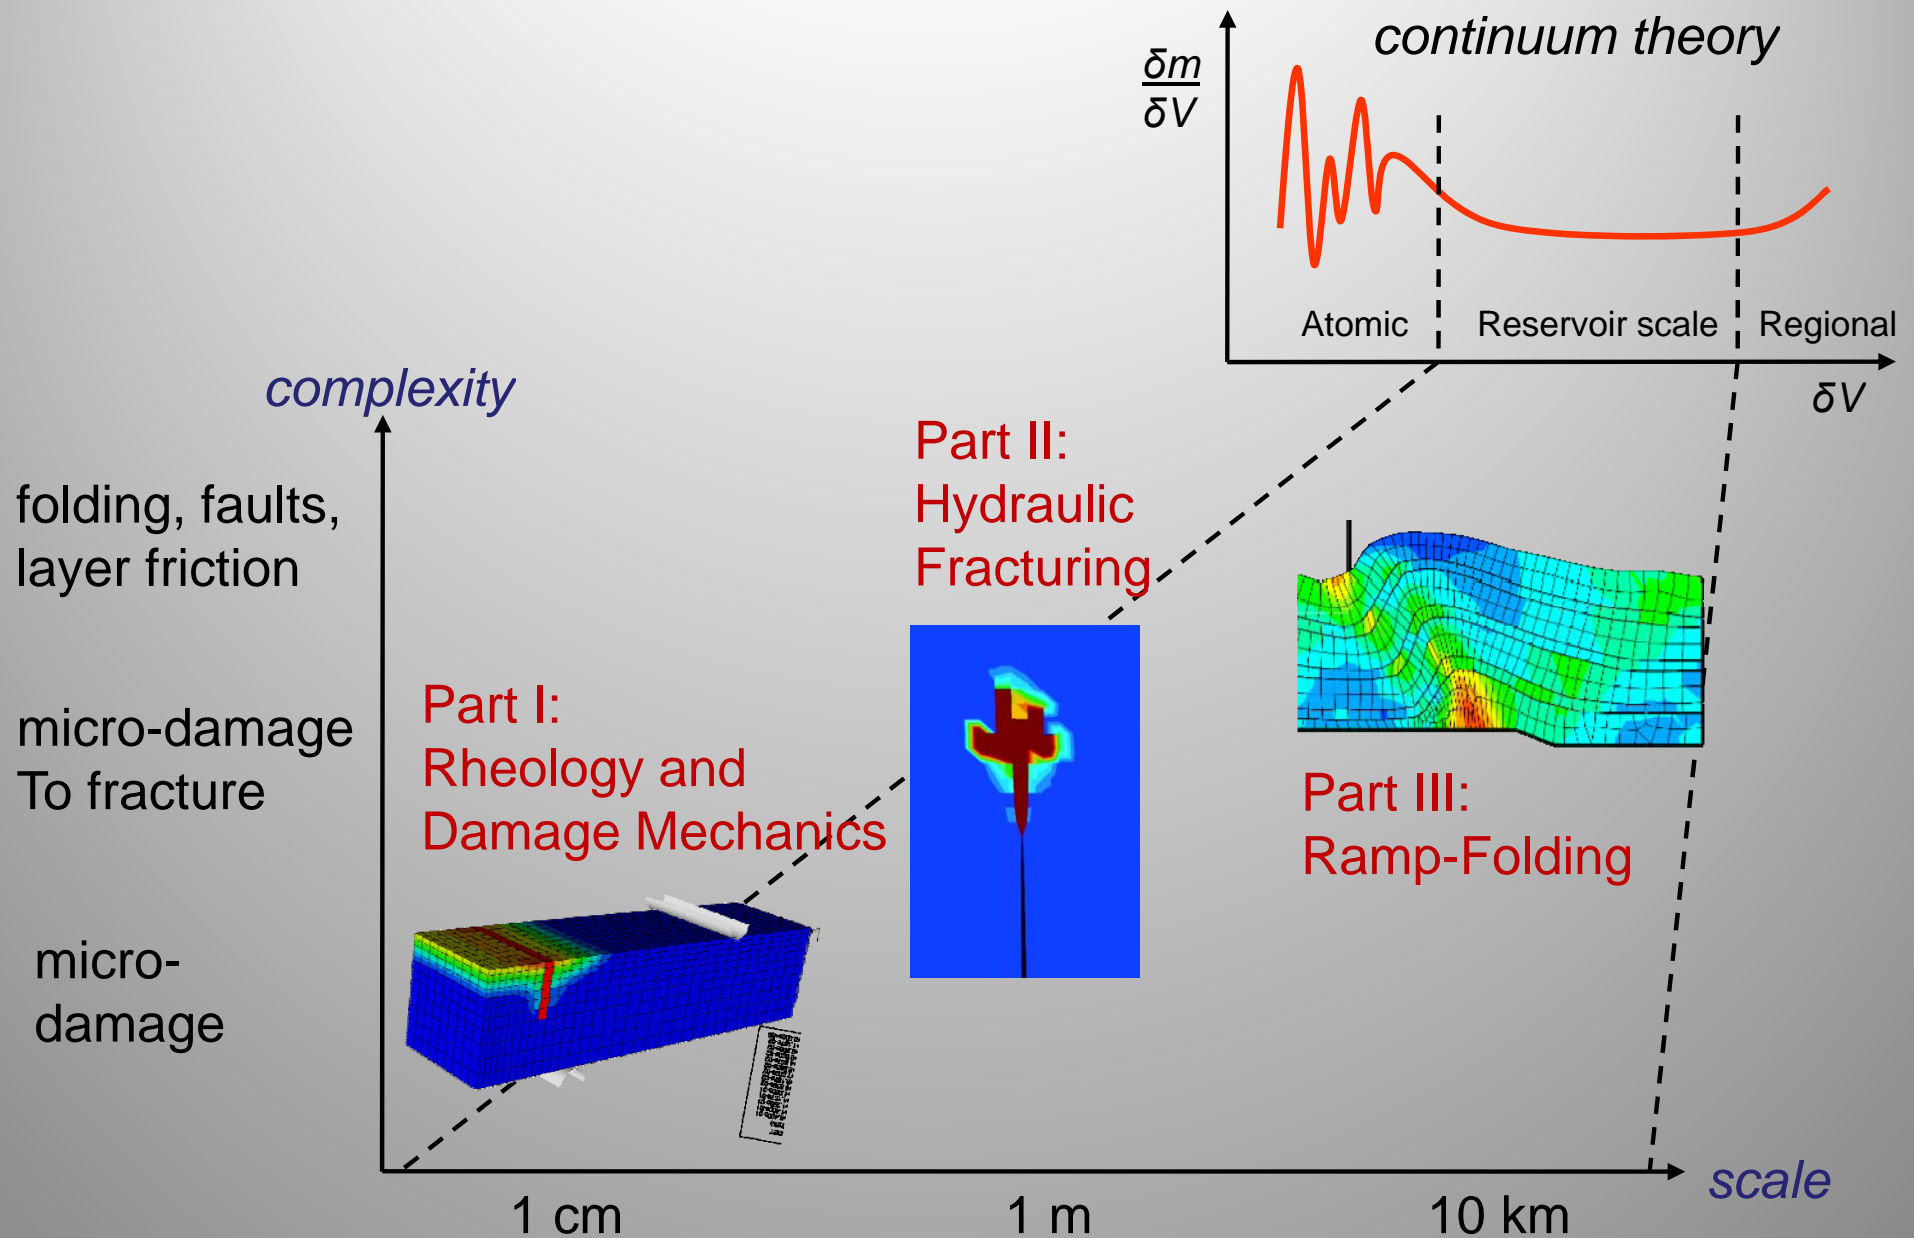 continuum theory
δm
δV
Atomic
Reservoir scale
Regional
δV
complexity
folding, faults,
layer friction
micro-damage
To fracture
micro-
damage
Part I:
Rheology and
Damage Mechanics
Part II:
Hydraulic
Fracturing
Part III:
Ramp-Folding
scale
1 cm
1 m
10 km